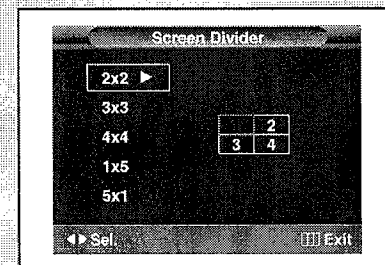 Screen Divider
2x2 ▶
3x3
4x4
1x5
5x1
2
3 4
◀▶ Sel.
Exit